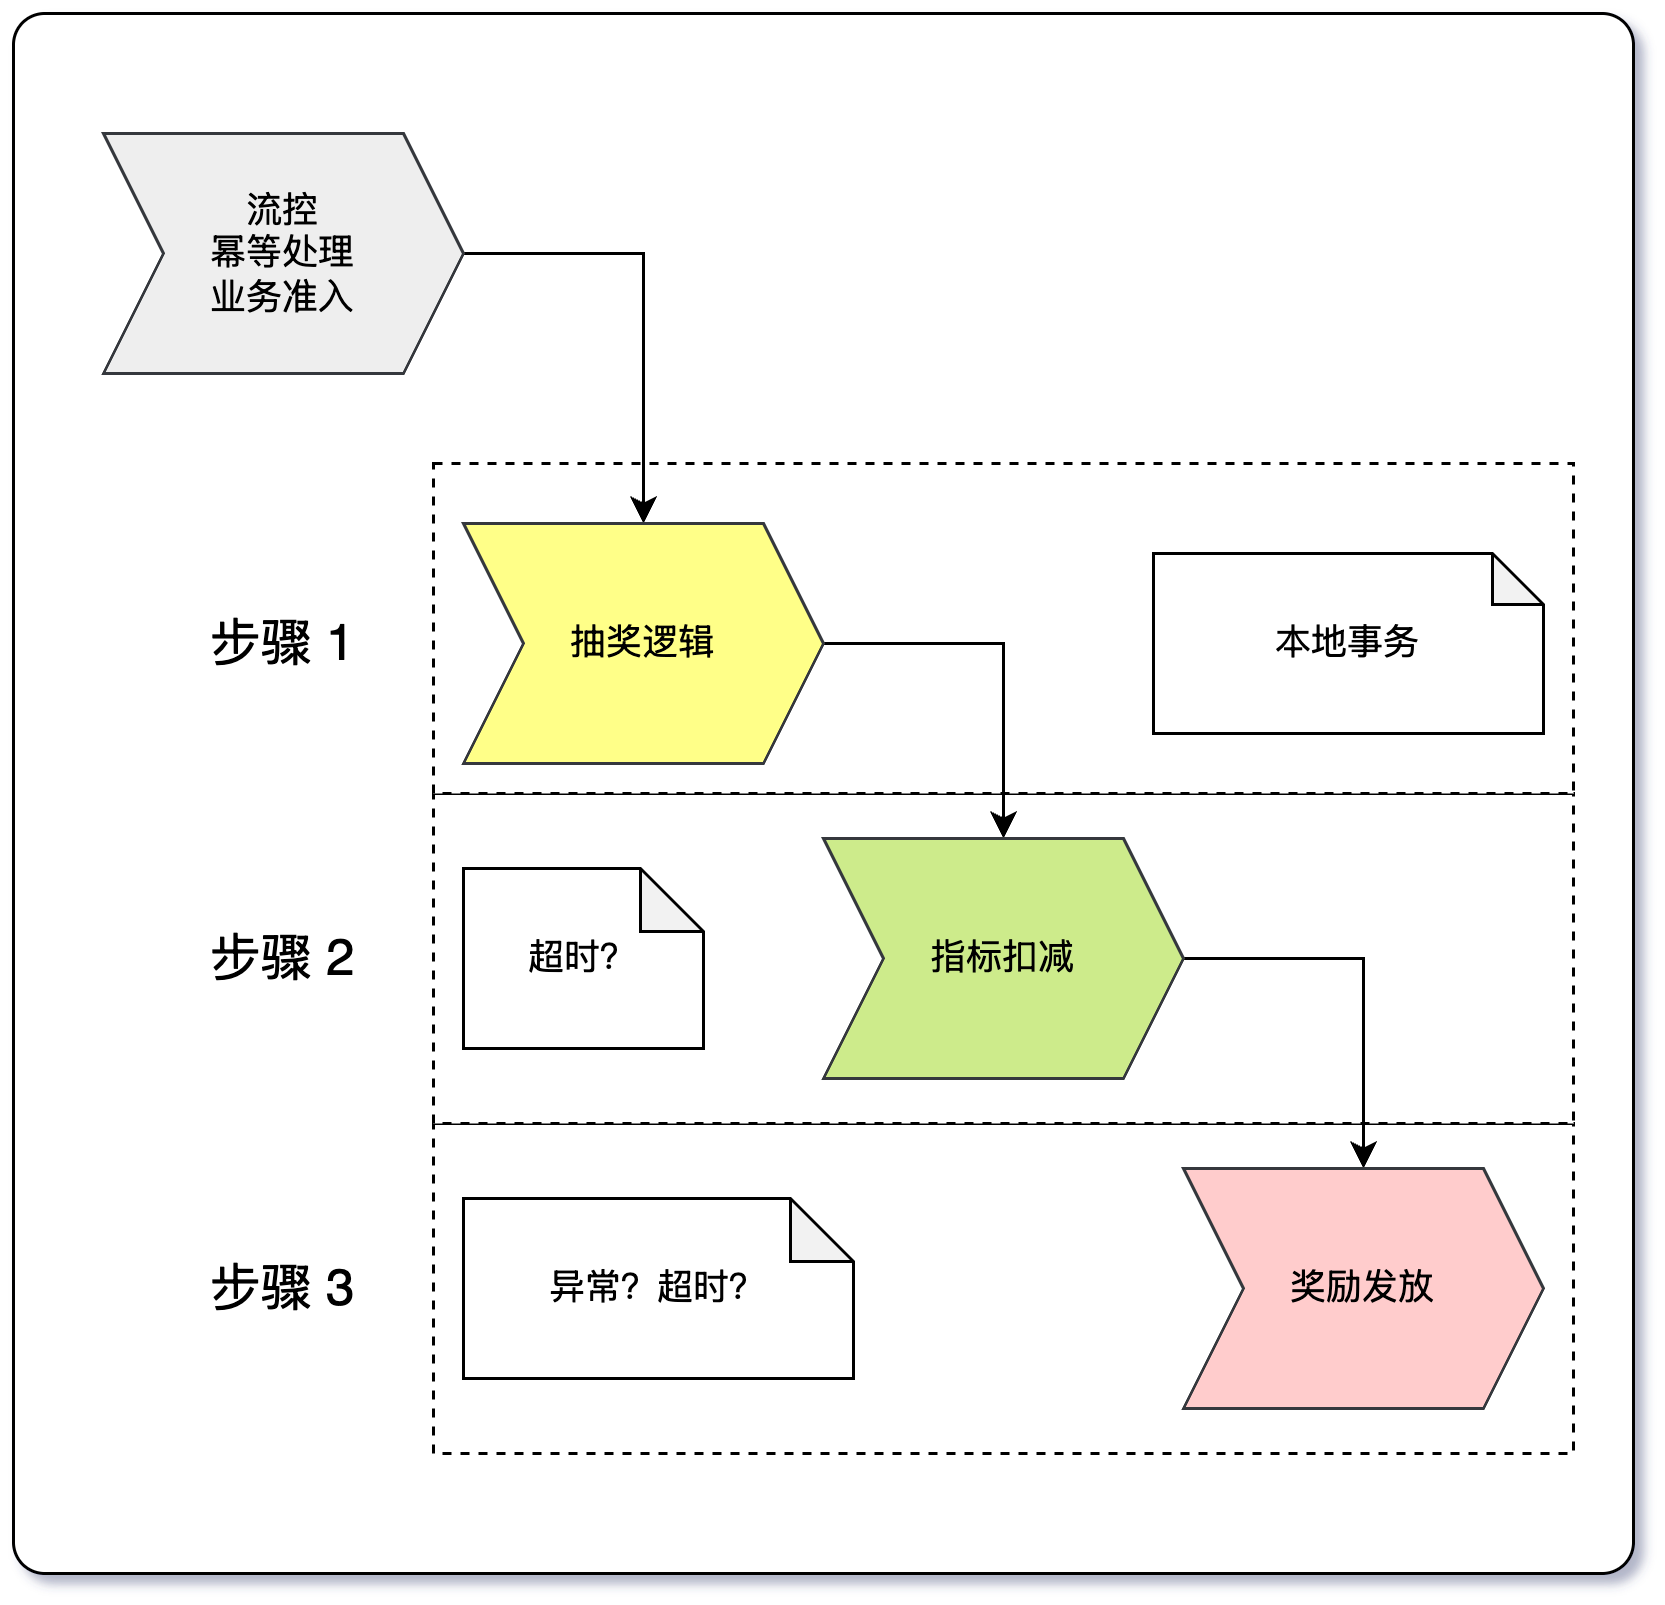 流控
幂等处理
业务准入
步骤 1
抽奖逻辑
本地事务
步骤 2
超时？
指标扣减
步骤 3
异常？超时？
奖励发放